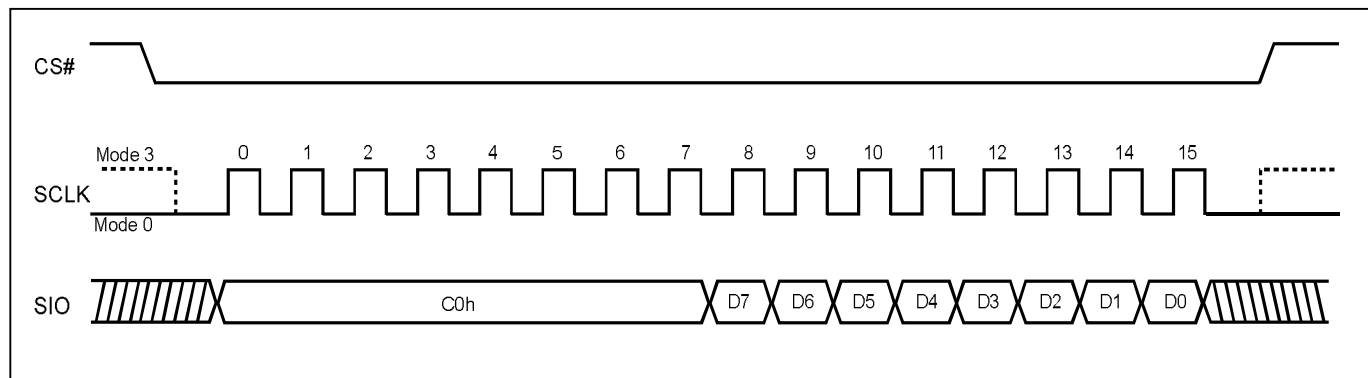 CS#
Mode 3
0 1 2 3 4 5 6 7 8 9 10 11 12 13 14 15
SCLK
Mode 0
SIO
C0h D7 D6 D5 D4 D3 D2 D1 D0